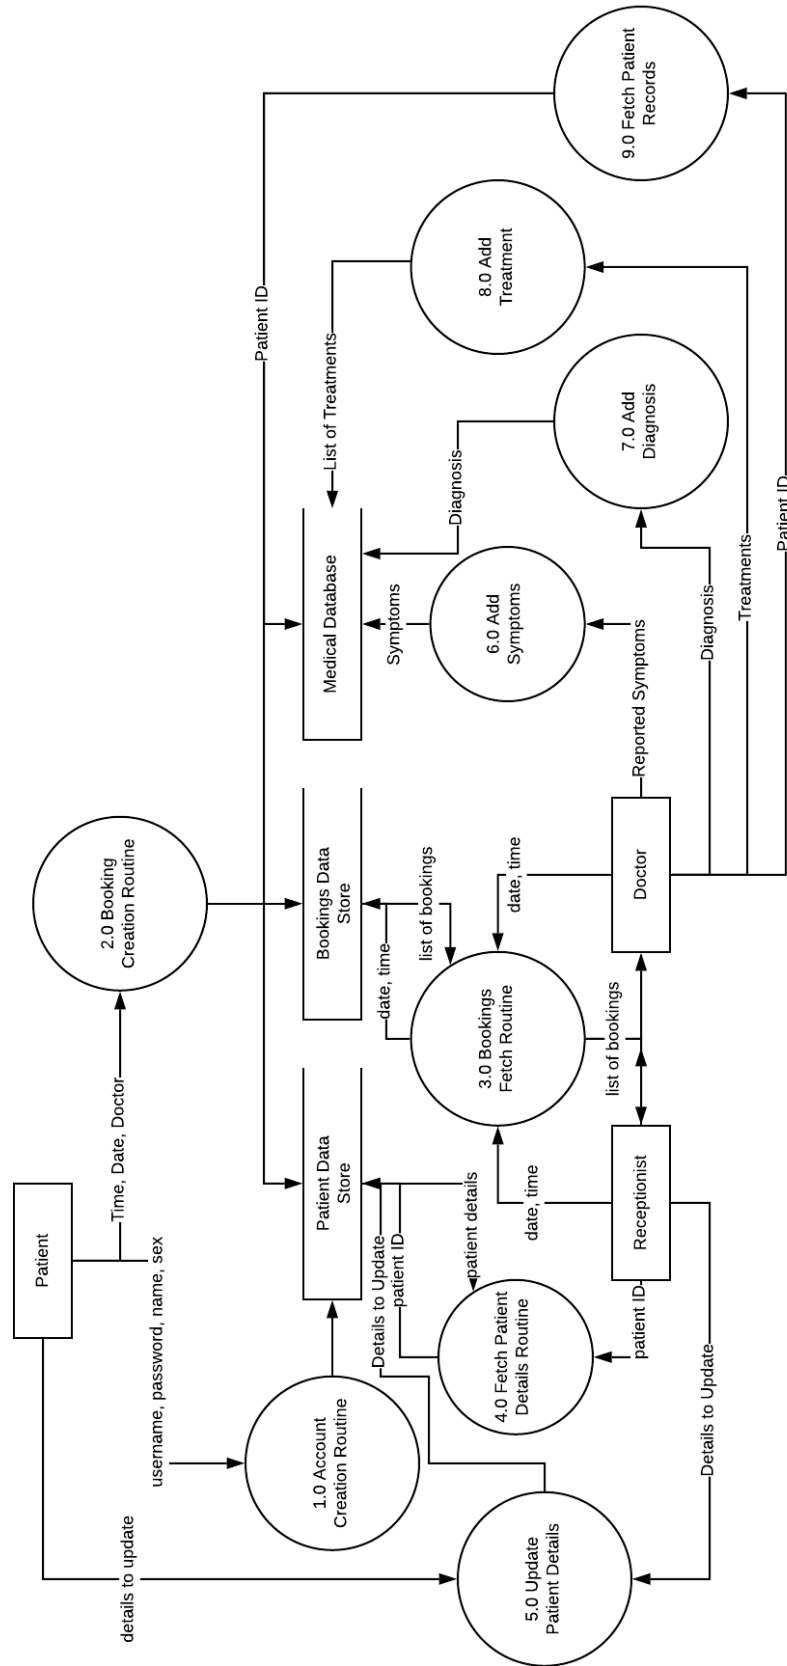 Patient
details to update
username, password, name, sex
Time, Date, Doctor
1.0 Account
Creation Routine
2.0 Booking
Creation Routine
Patient ID
Patient Data
Store
Bookings Data
Store
Medical Database
List of Treatments
Details to Update
patient ID
patient details
date, time
list of bookings
Symptoms
Diagnosis
5.0 Update
Patient Details
4.0 Fetch Patient
Details Routine
3.0 Bookings
Fetch Routine
6.0 Add
Symptoms
7.0 Add
Diagnosis
8.0 Add
Treatment
9.0 Fetch Patient
Records
date, time
date, time
list of bookings
patient ID
Receptionist
Doctor
Reported Symptoms
Details to Update
Diagnosis
Treatments
Patient ID